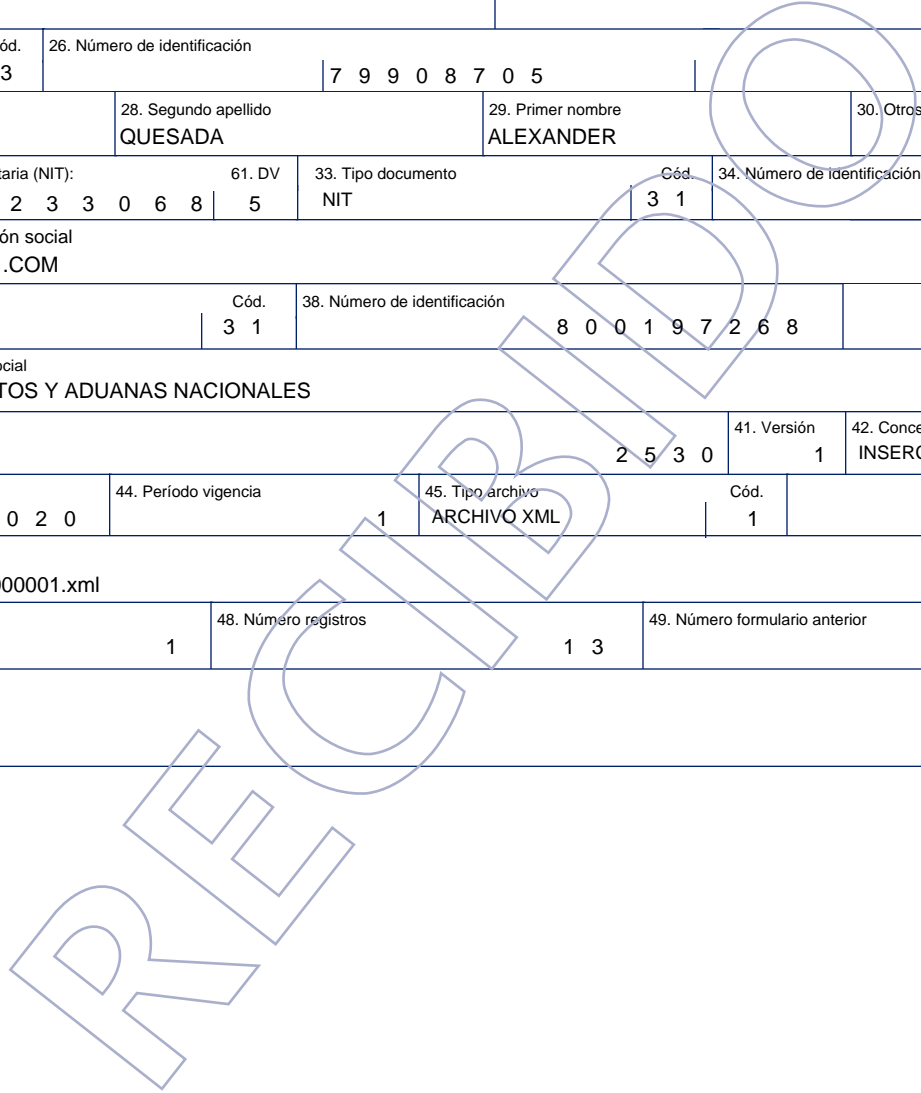 ód. 26. Número de identificación
3 7 9 9 0 8 7 0 5
28. Segundo apellido 29. Primer nombre 30. Otros
QUESADA ALEXANDER
taria (NIT): 61. DV 33. Tipo documento Cód. 34. Número de identificación
2 3 3 0 6 8 5 NIT 3 1
ón social
.COM
Cód. 38. Número de identificación
3 1 8 0 0 1 9 7 2 6 8
ocial
TOS Y ADUANAS NACIONALES
41. Versión 42. Conce
2 5 3 0 1 INSERC
44. Período vigencia 45. Tipo archivo Cód.
0 2 0 1 ARCHIVO XML 1
000001.xml
48. Número registros 49. Número formulario anterior
1 1 3
RECIBIDO